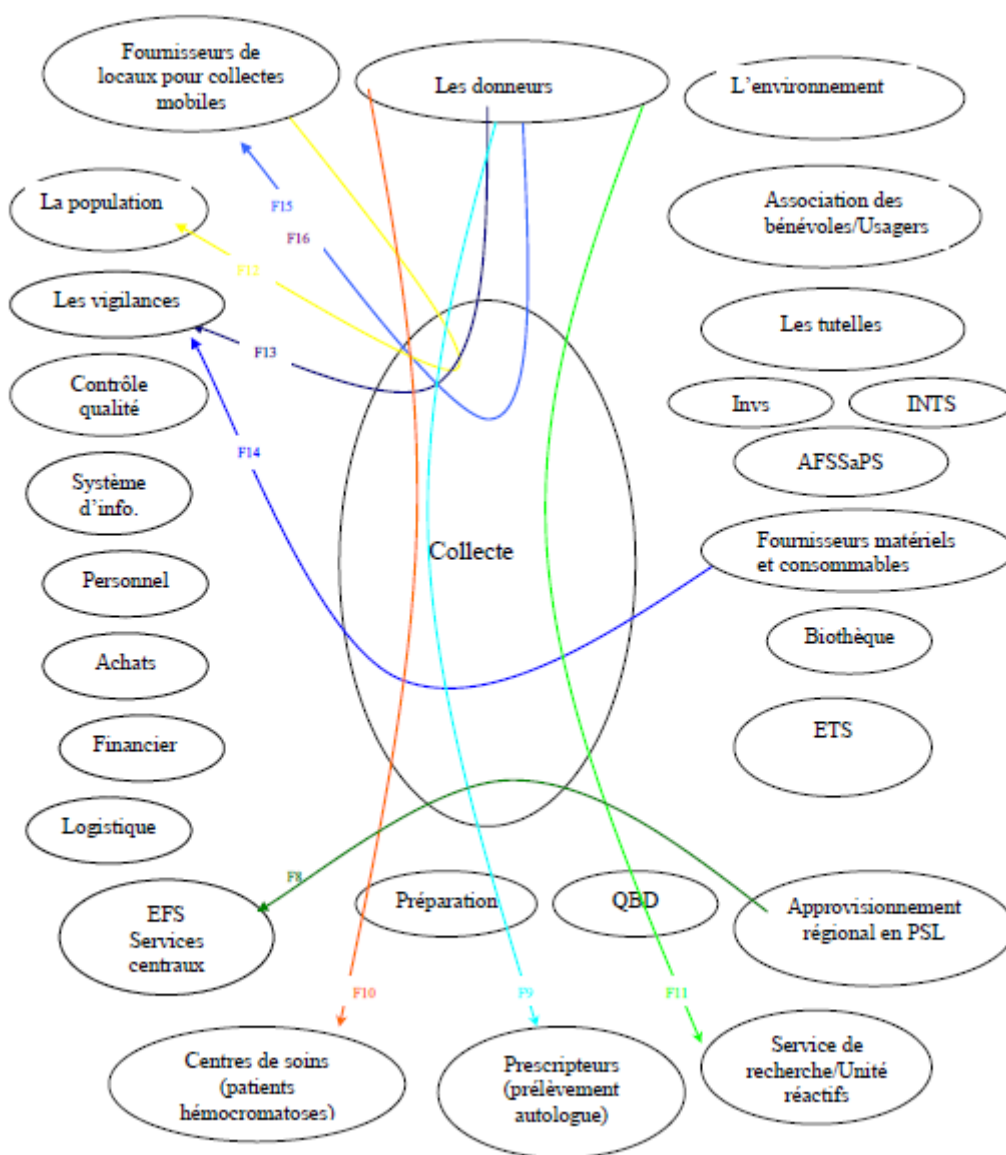 Fournisseurs de
locaux pour collectes
mobiles
Les donneurs
L'environnement
La population
F15
F16
Association des
bénévoles/Usagers
F12
Les vigilances
Les tutelles
F13
Contrôle
qualité
Invs
INTS
F14
AFSSaPS
Système
d'info.
Collecte
Fournisseurs matériels
et consommables
Personnel
Biothèque
Achats
ETS
Financier
Logistique
F8
Préparation
QBD
EFS
Services
centraux
Approvisionnement
régional en PSL
F10
F9
F11
Centres de soins
(patients
hémocromatoses)
Prescripteurs
(prélèvement
autologue)
Service de
recherche/Unité
réactifs